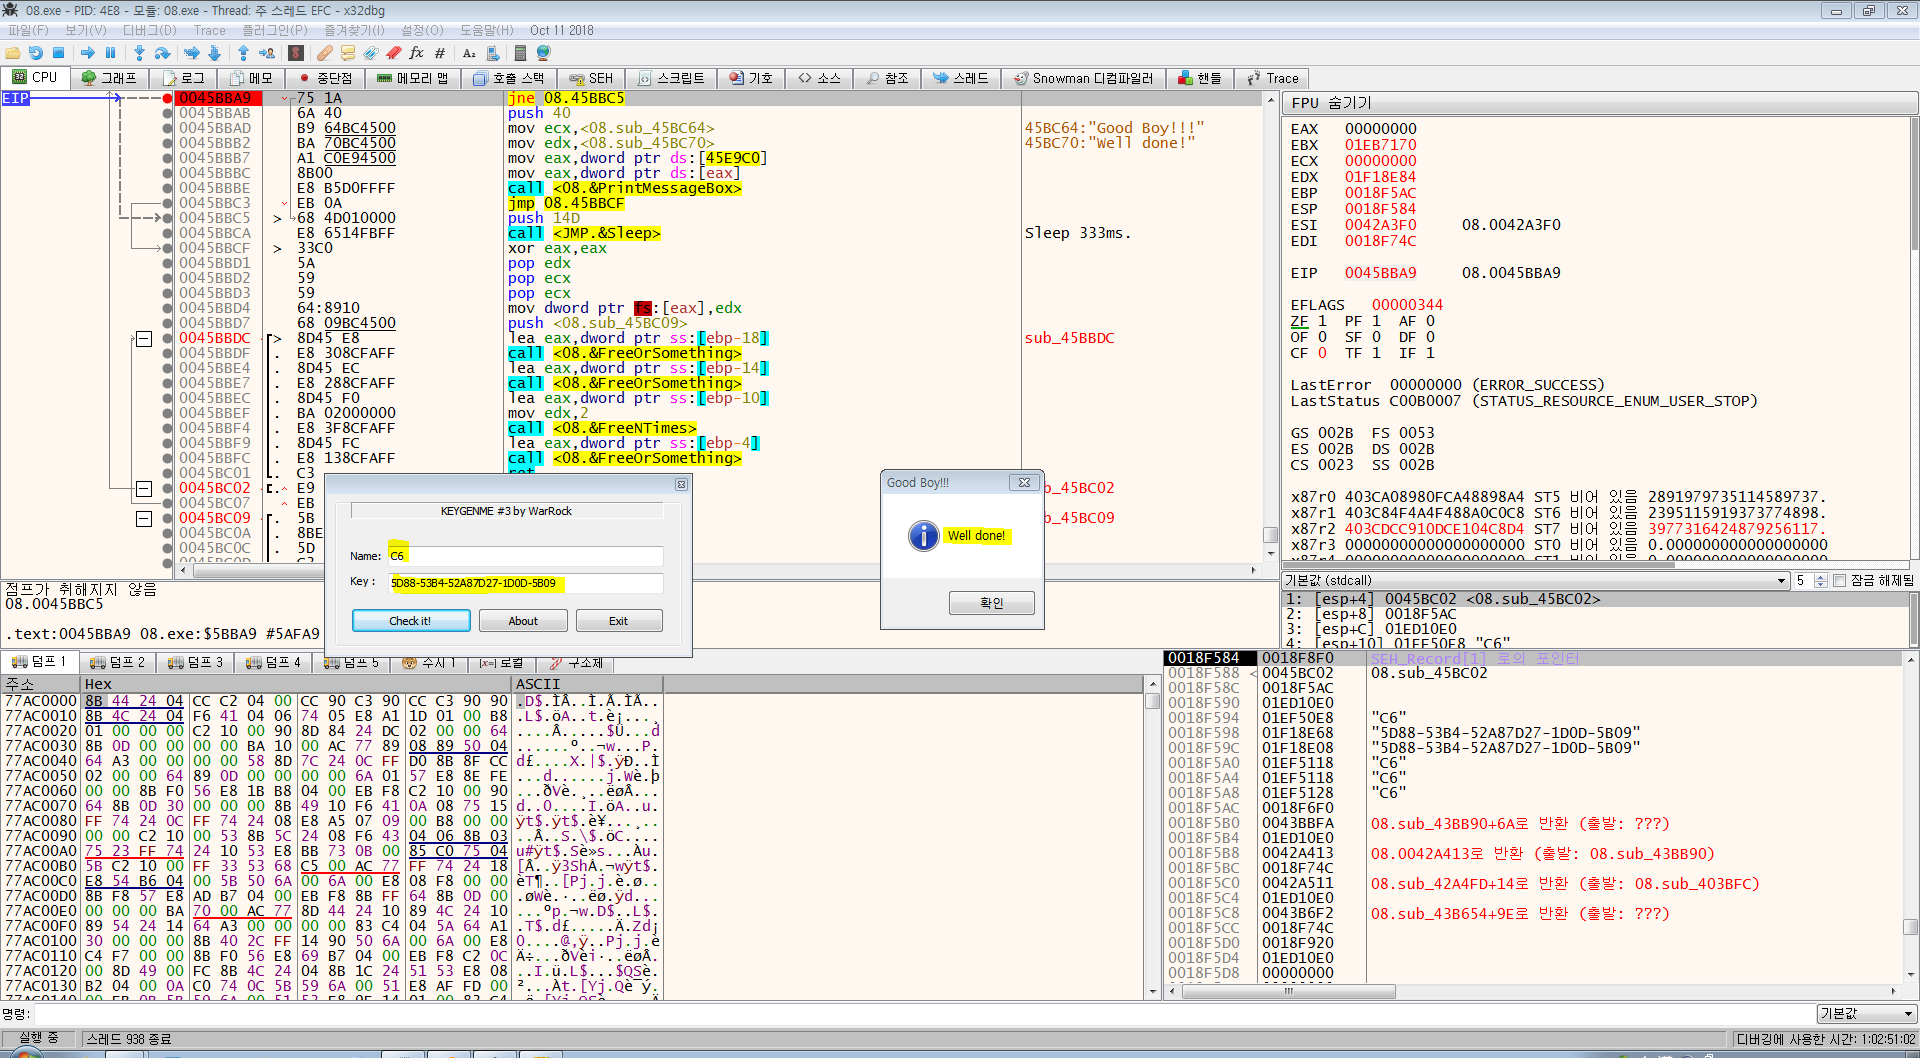 08.exe - PID: 4E8 - 모듈: 08.exe - Thread: 주 스레드 EFC - x32dbg
파일(F) 보기(V) 디버그(D) Trace 플러그인(P) 즐겨찾기(I) 설정(O) 도움말(H) Oct 11 2018
CPU 그래프 로그 메모 중단점 메모리 맵 호출 스택 SEH 스크립트 기호 소스 참조 스레드 Snowman 디컴파일러 핸들 Trace
EIP 0045BBA9 75 1A jne 08.45BBC5
0045BBAB 6A 40 push 40
0045BBAD B9 64BC4500 mov ecx,<08.sub_45BC64> 45BC64:"Good Boy!!!"
0045BBB2 BA 70BC4500 mov edx,<08.sub_45BC70> 45BC70:"Well done!"
0045BBB7 A1 C0E94500 mov eax,dword ptr ds:[45E9C0]
0045BBBC 8B00 mov eax,dword ptr ds:[eax]
0045BBBE E8 B5D0FFFF call <08.&PrintMessageBox>
0045BBC3 EB 0A jmp 08.45BBCF
0045BBC5 > 68 4D010000 push 14D
0045BBCA E8 6514FBFF call <JMP.&Sleep> Sleep 333ms.
0045BBCF > 33C0 xor eax,eax
0045BBD1 5A pop edx
0045BBD2 59 pop ecx
0045BBD3 59 pop ecx
0045BBD4 64:8910 mov dword ptr fs:[eax],edx
0045BBD7 68 09BC4500 push <08.sub_45BC09>
0045BBDC > 8D45 E8 lea eax,dword ptr ss:[ebp-18] sub_45BBDC
0045BBDF . E8 308CFAFF call <08.&FreeOrSomething>
0045BBE4 . 8D45 EC lea eax,dword ptr ss:[ebp-14]
0045BBE7 . E8 288CFAFF call <08.&FreeOrSomething>
0045BBEC . 8D45 F0 lea eax,dword ptr ss:[ebp-10]
0045BBEF . BA 02000000 mov edx,2
0045BBF4 . E8 3F8CFAFF call <08.&FreeNTimes>
0045BBF9 . 8D45 FC lea eax,dword ptr ss:[ebp-4]
0045BBFC . E8 138CFAFF call <08.&FreeOrSomething>
0045BC01 . C3 ret
0045BC02 . E9 sub_45BC02
0045BC07 . EB
0045BC09 . 5B sub_45BC09
0045BC0A . 8BE
0045BC0C . 5D
FPU 숨기기
EAX 00000000
EBX 01EB7170
ECX 00000000
EDX 01F18E84
EBP 0018F5AC
ESP 0018F584
ESI 0042A3F0 08.0042A3F0
EDI 0018F74C
EIP 0045BBA9 08.0045BBA9
EFLAGS 00000344
ZF 1 PF 1 AF 0
OF 0 SF 0 DF 0
CF 0 TF 1 IF 1
LastError 00000000 (ERROR_SUCCESS)
LastStatus C00B0007 (STATUS_RESOURCE_ENUM_USER_STOP)
GS 002B FS 0053
ES 002B DS 002B
CS 0023 SS 002B
x87r0 403CA08980FCA48898A4 ST5 비어 있음 2891979735114589737.
x87r1 403C84F4A4F488A0C0C8 ST6 비어 있음 2395115919373774898.
x87r2 403CDCC910DCE104C8D4 ST7 비어 있음 3977316424879256117.
x87r3 00000000000000000000 ST0 비어 있음 0.0000000000000000
KEYGENME #3 by WarRock
Name: C6
Key : 5D88-53B4-52A87D27-1D0D-5B09
Check it! About Exit
Good Boy!!!
Well done!
확인
점프가 취해지지 않음
08.0045BBC5
.text:0045BBA9 08.exe:$5BBA9 #5AFA9
기본값 (stdcall) 5 잠금 해제됨
1: [esp+4] 0045BC02 <08.sub_45BC02>
2: [esp+8] 0018F5AC
3: [esp+C] 01ED10E0
4: [esp+10] 01EF50E8 "C6"
덤프 1 덤프 2 덤프 3 덤프 4 덤프 5 주시 1 로컬 구조체
주소 Hex ASCII
77AC0000 8B 44 24 04 CC C2 04 00 CC 90 C3 90 CC C3 90 90
77AC0010 8B 4C 24 04 F6 41 04 06 74 05 E8 A1 1D 01 00 B8
77AC0020 01 00 00 00 C2 10 00 90 8D 84 24 DC 02 00 00 64
77AC0030 8B 0D 00 00 00 00 BA 10 00 AC 77 89 08 89 50 04
77AC0040 64 A3 00 00 00 00 58 8D 7C 24 0C FF D0 8B 8F CC
77AC0050 02 00 00 64 89 0D 00 00 00 00 6A 01 57 E8 8E FE
77AC0060 00 00 8B F0 56 E8 1B B8 04 00 EB F8 C2 10 00 90
77AC0070 64 8B 0D 30 00 00 00 8B 49 10 F6 41 0A 08 75 15
77AC0080 FF 74 24 0C FF 74 24 08 E8 A5 07 09 00 B8 00 00
77AC0090 00 00 C2 10 00 53 8B 5C 24 08 F6 43 04 06 8B 03
77AC00A0 75 23 FF 74 24 10 53 E8 BB 73 0B 00 85 C0 75 04
77AC00B0 5B C2 10 00 FF 33 53 68 C5 00 AC 77 FF 74 24 18
77AC00C0 E8 54 B6 04 00 5B 50 6A 00 6A 00 E8 08 F8 00 00
77AC00D0 8B F8 57 E8 AD B7 04 00 EB F8 8B FF 64 8B 0D 00
77AC00E0 00 00 00 BA 70 00 AC 77 8D 44 24 10 89 4C 24 10
77AC00F0 89 54 24 14 64 A3 00 00 00 00 83 C4 04 5A 64 A1
77AC0100 30 00 00 00 8B 40 2C FF 14 90 50 6A 00 6A 00 E8
77AC0110 C4 F7 00 00 8B F0 56 E8 69 B7 04 00 EB F8 C2 0C
77AC0120 00 8D 49 00 FC 8B 4C 24 04 8B 1C 24 51 53 E8 08
77AC0130 B2 04 00 0A C0 74 0C 5B 59 6A 00 51 E8 AF FD 00
0018F584 0018F8F0 SEH_Record[1] 로의 포인터
0018F588 0045BC02 08.sub_45BC02
0018F58C 0018F5AC
0018F590 01ED10E0
0018F594 01EF50E8 "C6"
0018F598 01F18E68 "5D88-53B4-52A87D27-1D0D-5B09"
0018F59C 01F18E08 "5D88-53B4-52A87D27-1D0D-5B09"
0018F5A0 01EF5118 "C6"
0018F5A4 01EF5118 "C6"
0018F5A8 01EF5128 "C6"
0018F5AC 0018F6F0
0018F5B0 0043BBFA 08.sub_43BB90+6A로 반환 (출발: ???)
0018F5B4 01ED10E0
0018F5B8 0042A413 08.0042A413로 반환 (출발: 08.sub_43BB90)
0018F5BC 0018F74C
0018F5C0 0042A511 08.sub_42A4FD+14로 반환 (출발: 08.sub_403BFC)
0018F5C4 01ED10E0
0018F5C8 0043B6F2 08.sub_43B654+9E로 반환 (출발: ???)
0018F5CC 0018F74C
0018F5D0 0018F920
0018F5D4 01ED10E0
0018F5D8 00000000
명령: 기본값
실행 중 스레드 938 종료 디버깅에 사용한 시간: 1:02:51:02